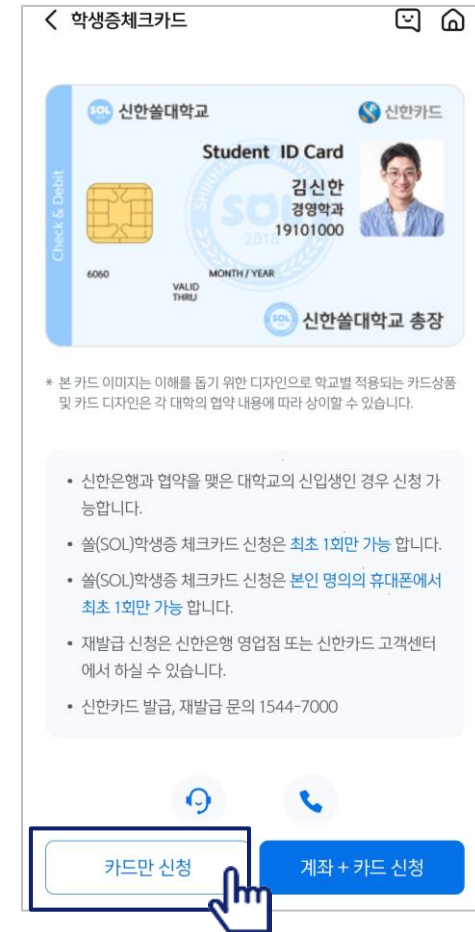 학생증체크카드
SOL 신한쏠대학교 신한카드
Student ID Card
김신한
경영학과
19101000
Check & Debit
SOL
2018
6060
MONTH / YEAR
VALID
THRU
SOL 신한쏠대학교 총장
* 본 카드 이미지는 이해를 돕기 위한 디자인으로 학교별 적용되는 카드상품
및 카드 디자인은 각 대학의 협약 내용에 따라 상이할 수 있습니다.
• 신한은행과 협약을 맺은 대학교의 신입생인 경우 신청 가
능합니다.
• 쏠(SOL)학생증 체크카드 신청은 최초 1회만 가능 합니다.
• 쏠(SOL)학생증 체크카드 신청은 본인 명의의 휴대폰에서
최초 1회만 가능 합니다.
• 재발급 신청은 신한은행 영업점 또는 신한카드 고객센터
에서 하실 수 있습니다.
• 신한카드 발급, 재발급 문의 1544-7000
카드만 신청
계좌 + 카드 신청